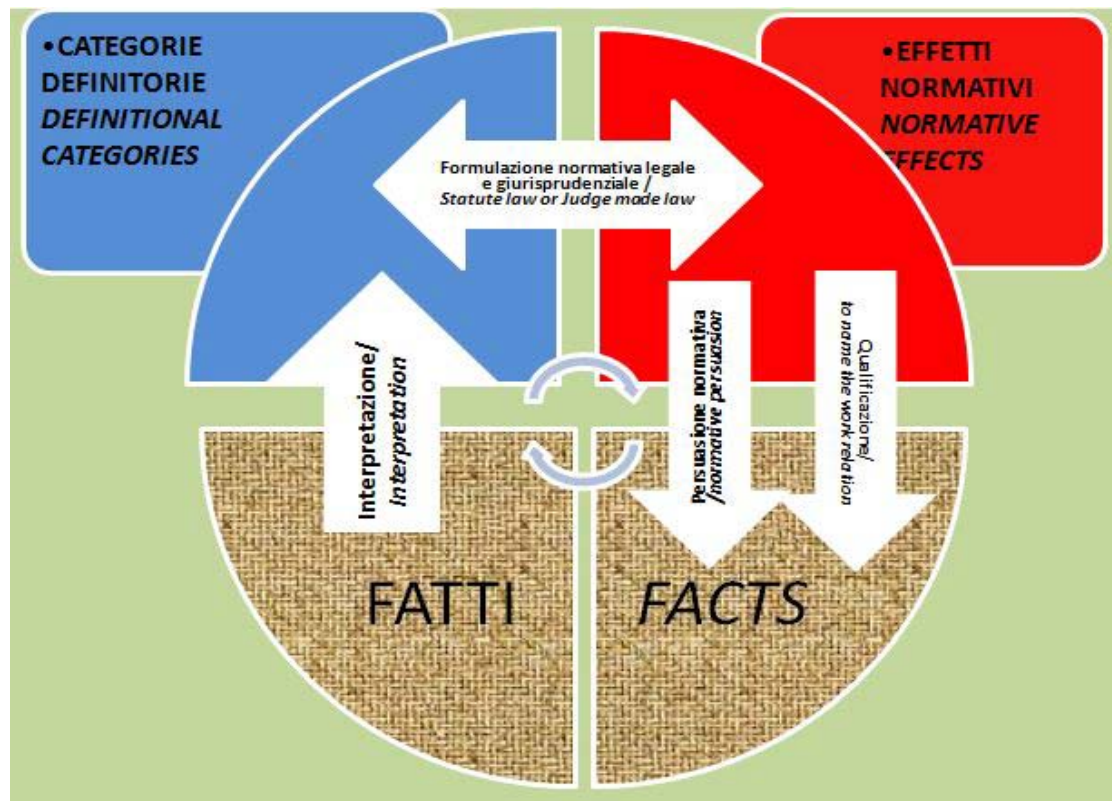 •CATEGORIE
DEFINITORIE
DEFINITIONAL
CATEGORIES
•EFFETTI
NORMATIVI
NORMATIVE
EFFECTS
Formulazione normativa legale
e giurisprudenziale /
Statute law or Judge made law
Interpretazione/
Interpretation
Persuasione normativa
/normative persuasion
Qualificazione/
to name the work relation
FATTI
FACTS